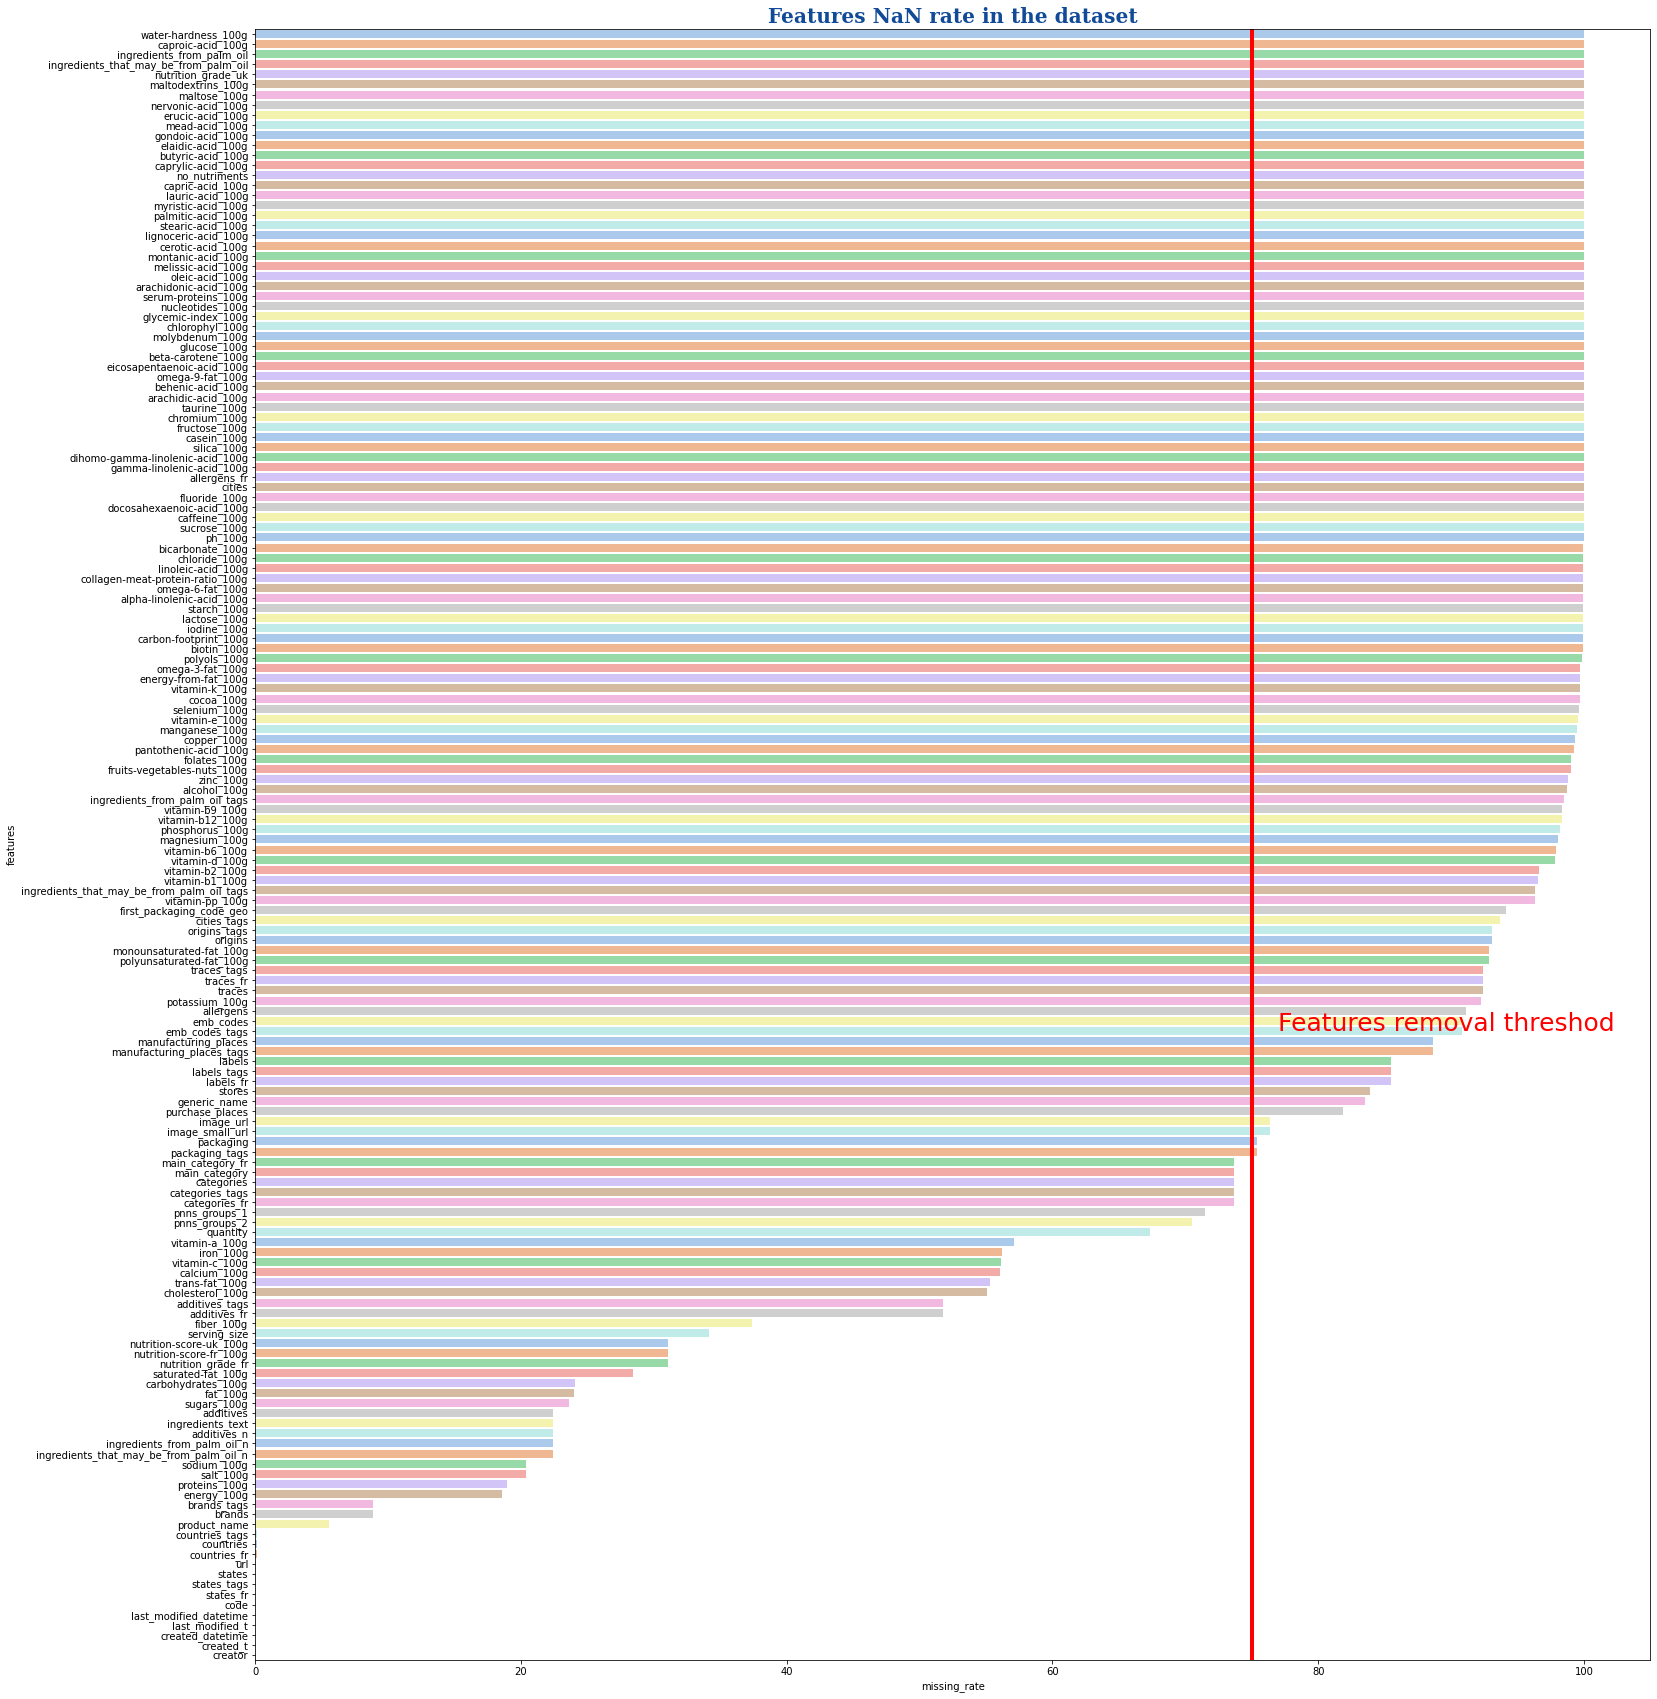 Features NaN rate in the dataset
water-hardness_100g
caproic-acid_100g
ingredients_from_palm_oil
ingredients_that_may_be_from_palm_oil
nutrition_grade_uk
maltodextrins_100g
maltose_100g
nervonic-acid_100g
erucic-acid_100g
mead-acid_100g
gondoic-acid_100g
elaidic-acid_100g
butyric-acid_100g
caprylic-acid_100g
no_nutriments
capric-acid_100g
lauric-acid_100g
myristic-acid_100g
palmitic-acid_100g
stearic-acid_100g
lignoceric-acid_100g
cerotic-acid_100g
montanic-acid_100g
melissic-acid_100g
oleic-acid_100g
arachidonic-acid_100g
serum-proteins_100g
nucleotides_100g
glycemic-index_100g
chlorophyl_100g
molybdenum_100g
glucose_100g
beta-carotene_100g
eicosapentaenoic-acid_100g
omega-9-fat_100g
behenic-acid_100g
arachidic-acid_100g
taurine_100g
chromium_100g
fructose_100g
casein_100g
silica_100g
dihomo-gamma-linolenic-acid_100g
gamma-linolenic-acid_100g
allergens_fr
cities
fluoride_100g
docosahexaenoic-acid_100g
caffeine_100g
sucrose_100g
ph_100g
bicarbonate_100g
chloride_100g
linoleic-acid_100g
collagen-meat-protein-ratio_100g
omega-6-fat_100g
alpha-linolenic-acid_100g
starch_100g
lactose_100g
iodine_100g
carbon-footprint_100g
biotin_100g
polyols_100g
omega-3-fat_100g
energy-from-fat_100g
vitamin-k_100g
cocoa_100g
selenium_100g
vitamin-e_100g
manganese_100g
copper_100g
pantothenic-acid_100g
folates_100g
fruits-vegetables-nuts_100g
zinc_100g
alcohol_100g
ingredients_from_palm_oil_tags
vitamin-b9_100g
vitamin-b12_100g
phosphorus_100g
magnesium_100g
vitamin-b6_100g
vitamin-d_100g
vitamin-b2_100g
vitamin-b1_100g
ingredients_that_may_be_from_palm_oil_tags
vitamin-pp_100g
first_packaging_code_geo
cities_tags
origins_tags
origins
monounsaturated-fat_100g
polyunsaturated-fat_100g
traces_tags
traces_fr
traces
potassium_100g
allergens
emb_codes
emb_codes_tags
manufacturing_places
manufacturing_places_tags
labels
labels_tags
labels_fr
stores
generic_name
purchase_places
image_url
image_small_url
packaging
packaging_tags
main_category_fr
main_category
categories
categories_tags
categories_fr
pnns_groups_1
pnns_groups_2
quantity
vitamin-a_100g
iron_100g
vitamin-c_100g
calcium_100g
trans-fat_100g
cholesterol_100g
additives_tags
additives_fr
fiber_100g
serving_size
nutrition-score-uk_100g
nutrition-score-fr_100g
nutrition_grade_fr
saturated-fat_100g
carbohydrates_100g
fat_100g
sugars_100g
additives
ingredients_text
additives_n
ingredients_from_palm_oil_n
ingredients_that_may_be_from_palm_oil_n
sodium_100g
salt_100g
proteins_100g
energy_100g
brands_tags
brands
product_name
countries_tags
countries
countries_fr
url
states
states_tags
states_fr
code
last_modified_datetime
last_modified_t
created_datetime
created_t
creator
features
Features removal threshod
0 20 40 60 80 100
missing_rate